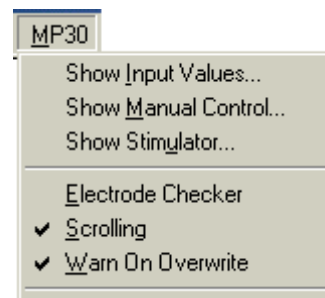 MP30
Show Input Values...
Show Manual Control...
Show Stimulator...
Electrode Checker
✔ Scrolling
✔ Warn On Overwrite